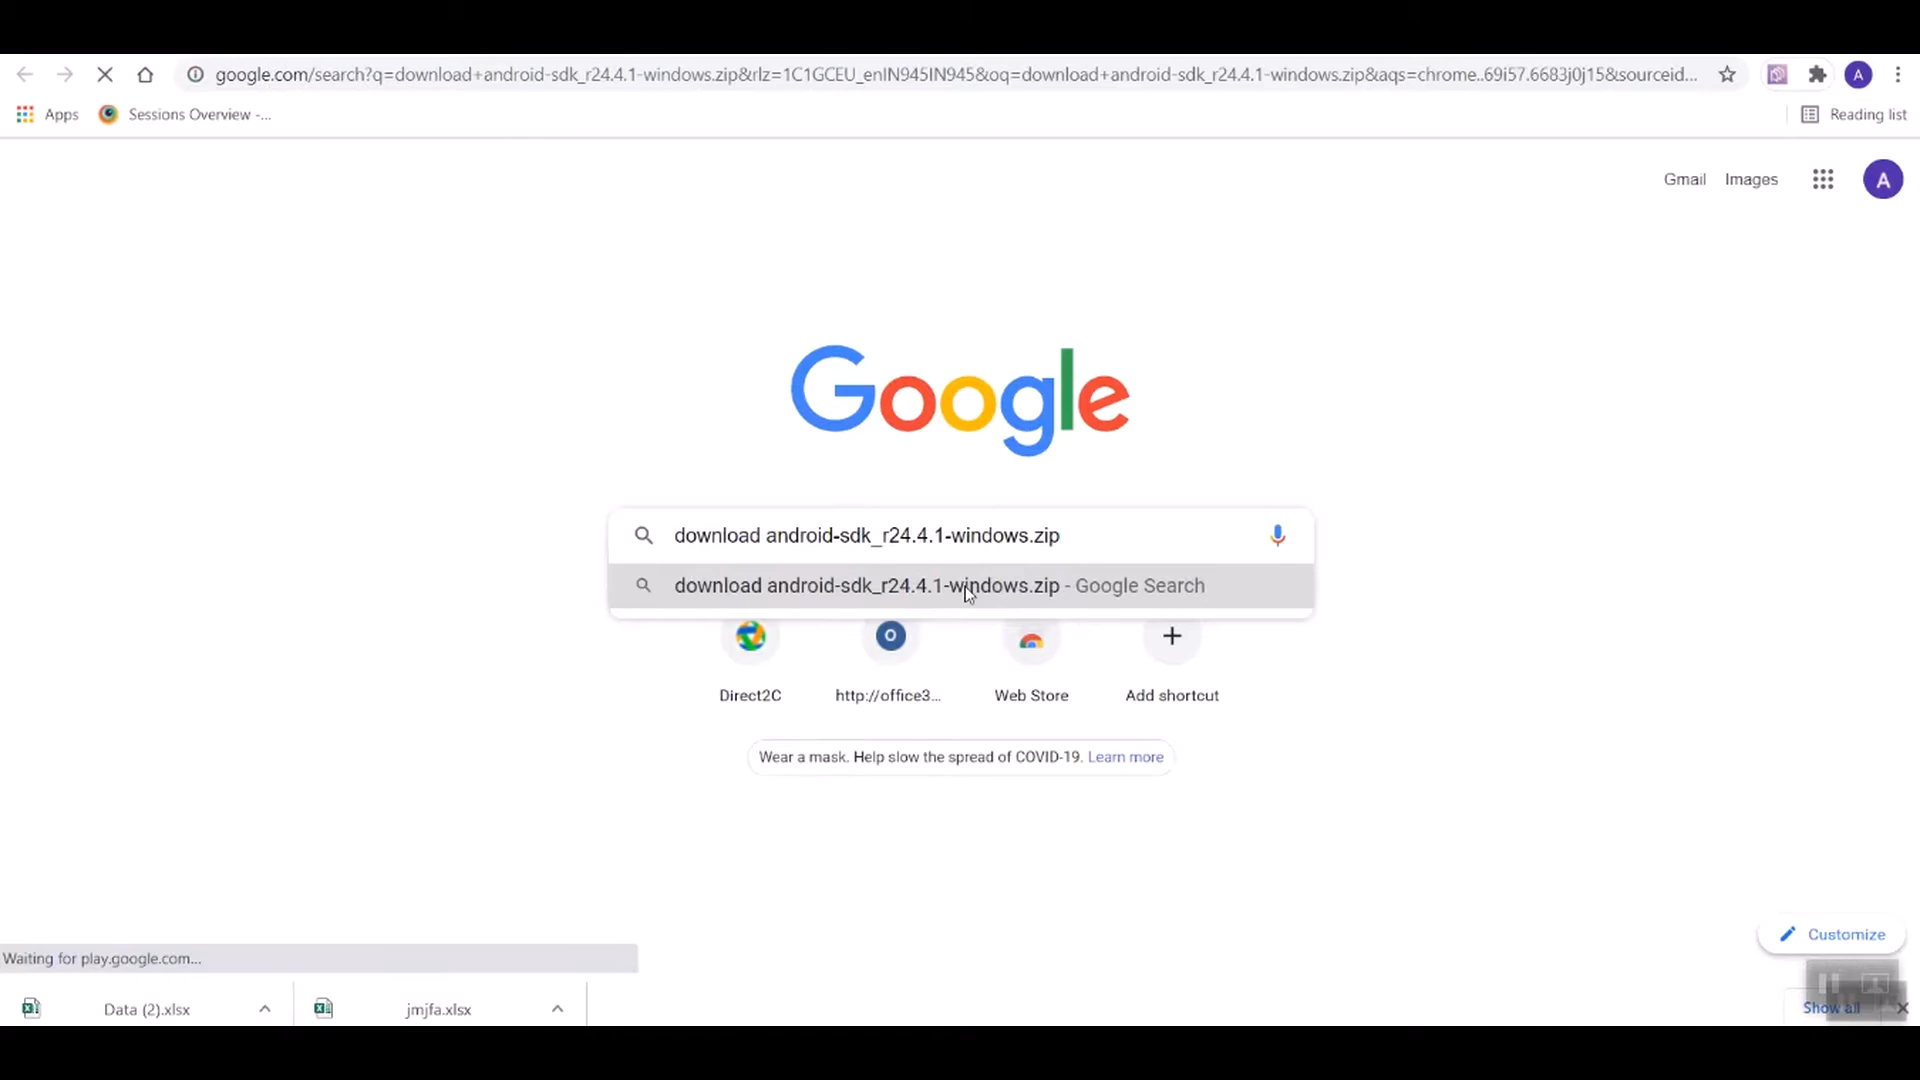 google.com/search?q=download+android-sdk_r24.4.1-windows.zip&rlz=1C1GCEU_enIN945IN945&oq=download+android-sdk_r24.4.1-windows.zip&aqs=chrome..69i57.6683j0j15&sourceid...
A
Apps
Sessions Overview -...
Reading list
Gmail
Images
A
Google
download android-sdk_r24.4.1-windows.zip
download android-sdk_r24.4.1-windows.zip - Google Search
O
Direct2C
http://office3...
Web Store
Add shortcut
Wear a mask. Help slow the spread of COVID-19. Learn more
Customize
Waiting for play.google.com...
Data (2).xlsx
jmjfa.xlsx
Show all